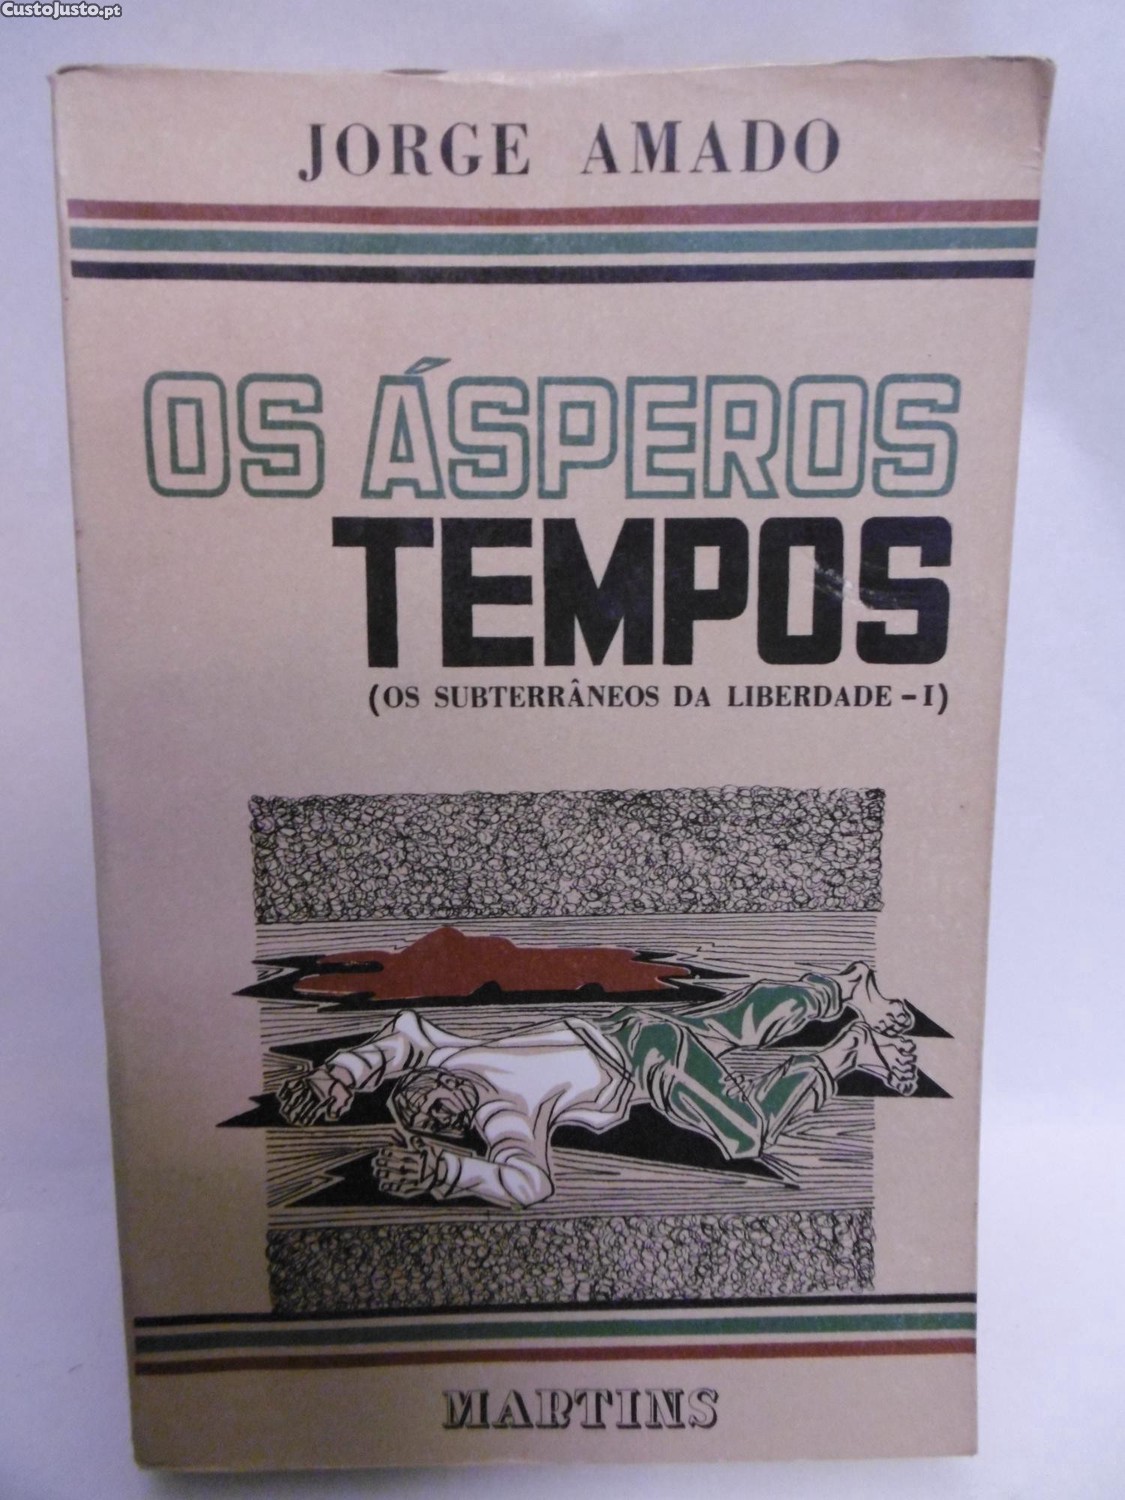 CustoJusto.pt
JORGE AMADO
OS ÁSPEROS
TEMPOS
(OS SUBTERRÂNEOS DA LIBERDADE - I)
MARTINS